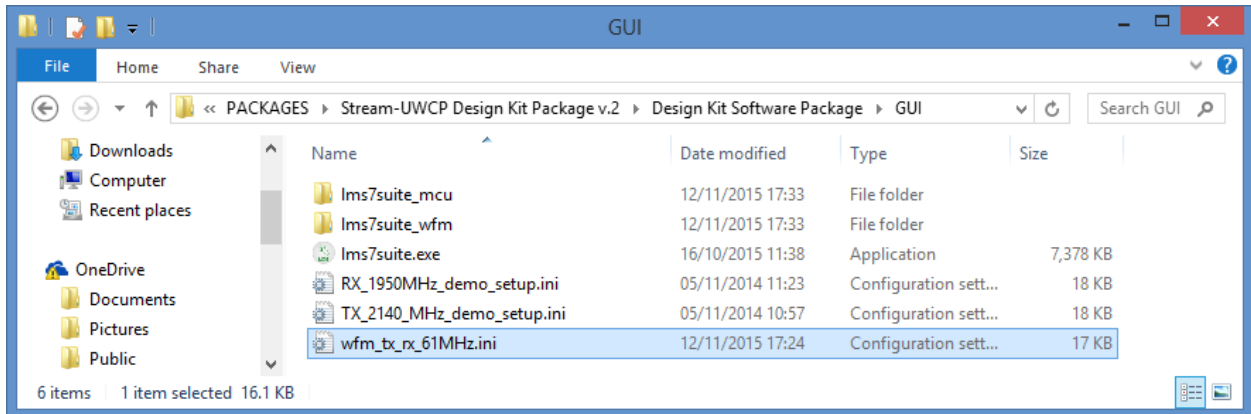 GUI
File Home Share View
« PACKAGES Stream-UWCP Design Kit Package v.2 Design Kit Software Package GUI Search GUI
Downloads
Computer
Recent places
OneDrive
Documents
Pictures
Public
Name Date modified Type Size
lms7suite_mcu 12/11/2015 17:33 File folder
lms7suite_wfm 12/11/2015 17:33 File folder
lms7suite.exe 16/10/2015 11:38 Application 7,378 KB
RX_1950MHz_demo_setup.ini 05/11/2014 11:23 Configuration sett... 18 KB
TX_2140_MHz_demo_setup.ini 05/11/2014 10:57 Configuration sett... 18 KB
wfm_tx_rx_61MHz.ini 12/11/2015 17:24 Configuration sett... 17 KB
6 items 1 item selected 16.1 KB